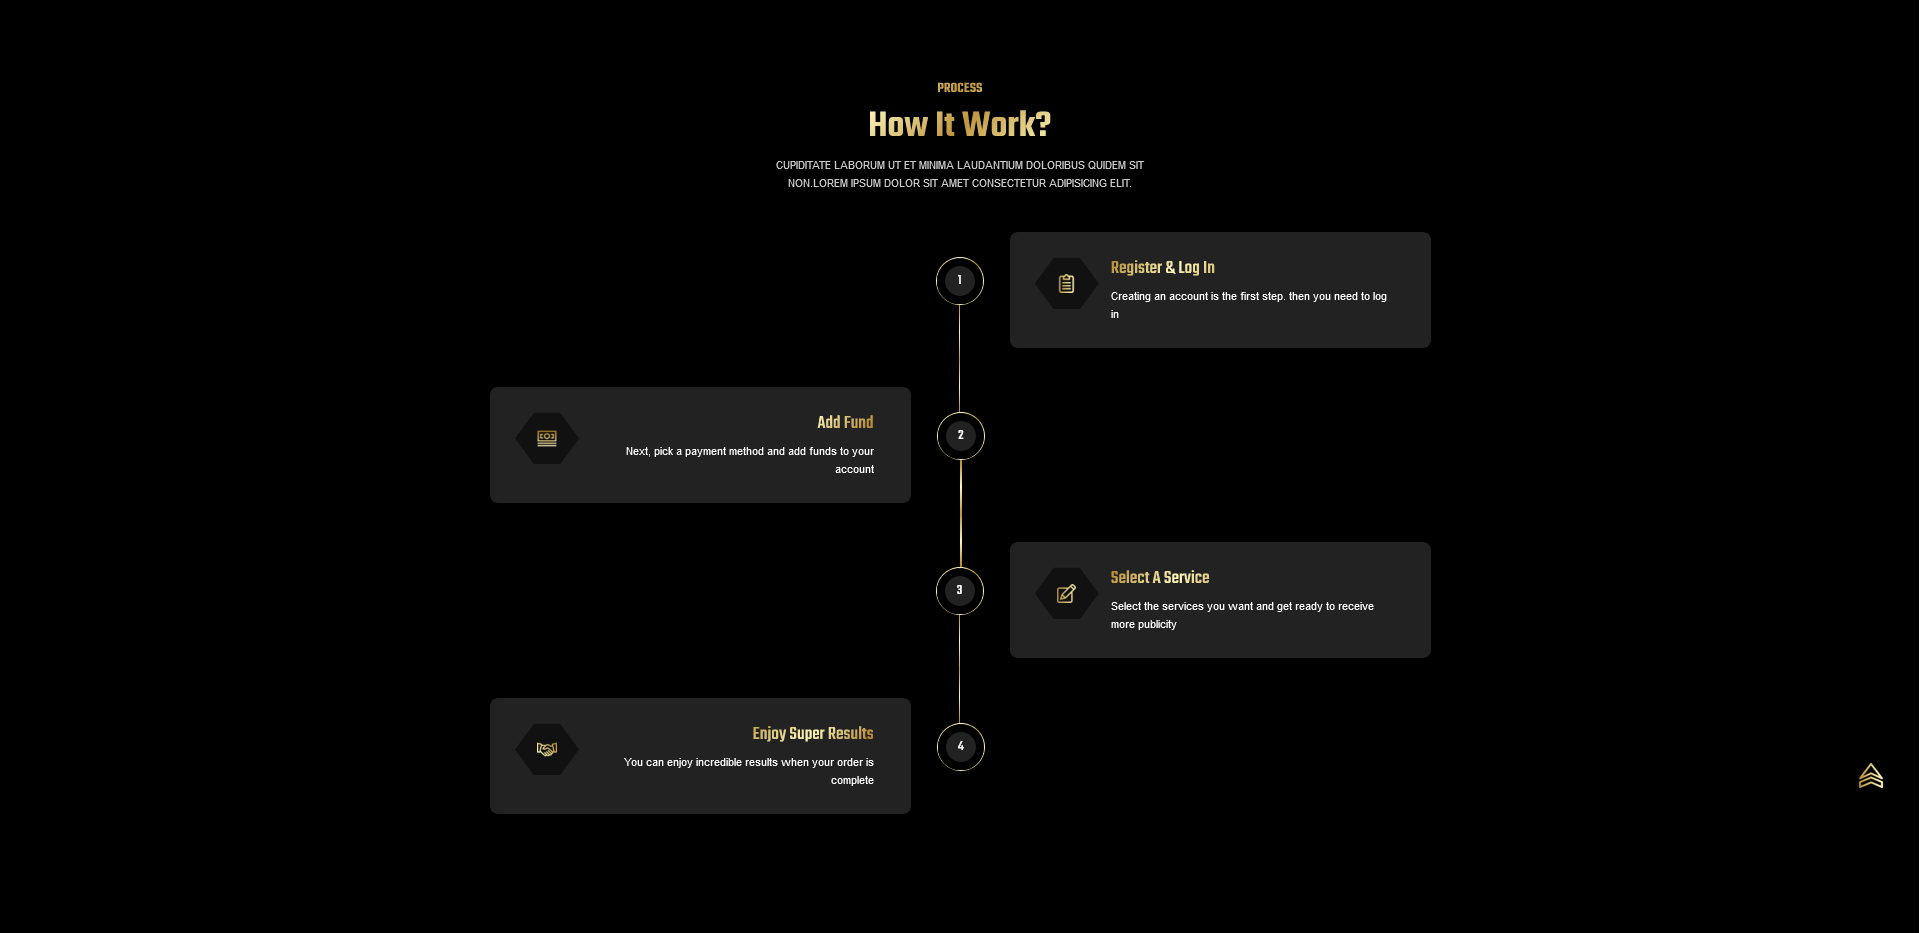 PROCESS
How It Work?
CUPIDITATE LABORUM UT ET MINIMA LAUDANTIUM DOLORIBUS QUIDEM SIT
NON.LOREM IPSUM DOLOR SIT AMET CONSECTETUR ADIPISICING ELIT.
1
Register & Log In
Creating an account is the first step. then you need to log
in
Add Fund
Next, pick a payment method and add funds to your
account
2
3
Select A Service
Select the services you want and get ready to receive
more publicity
Enjoy Super Results
You can enjoy incredible results when your order is
complete
4